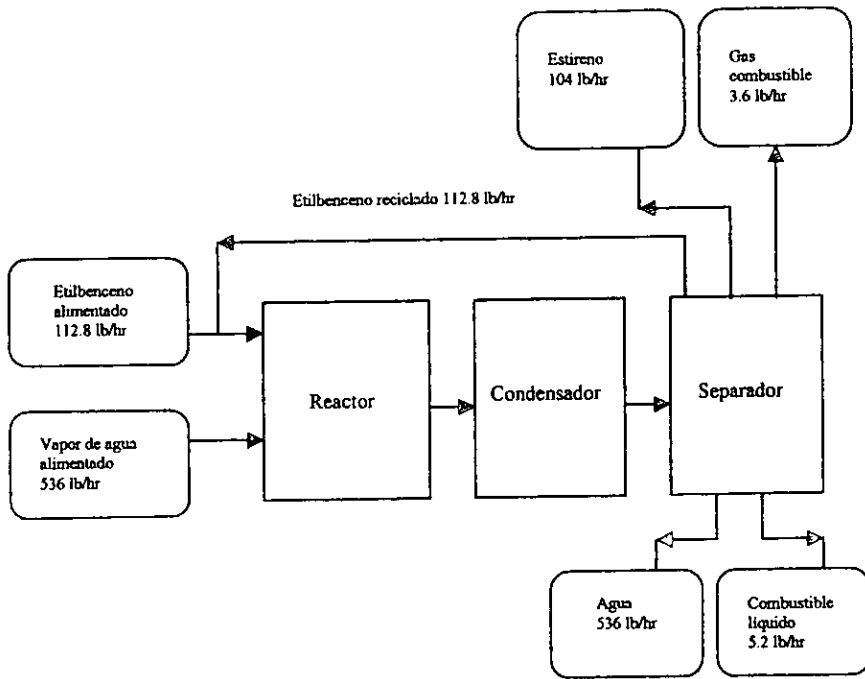 Estireno
104 lb/hr
Gas
combustible
3.6 lb/hr
Etilbenceno reciclado 112.8 lb/hr
Etilbenceno
alimentado
112.8 lb/hr
Reactor
Condensador
Separador
Vapor de agua
alimentado
536 lb/hr
Agua
536 lb/hr
Combustible
líquido
5.2 lb/hr